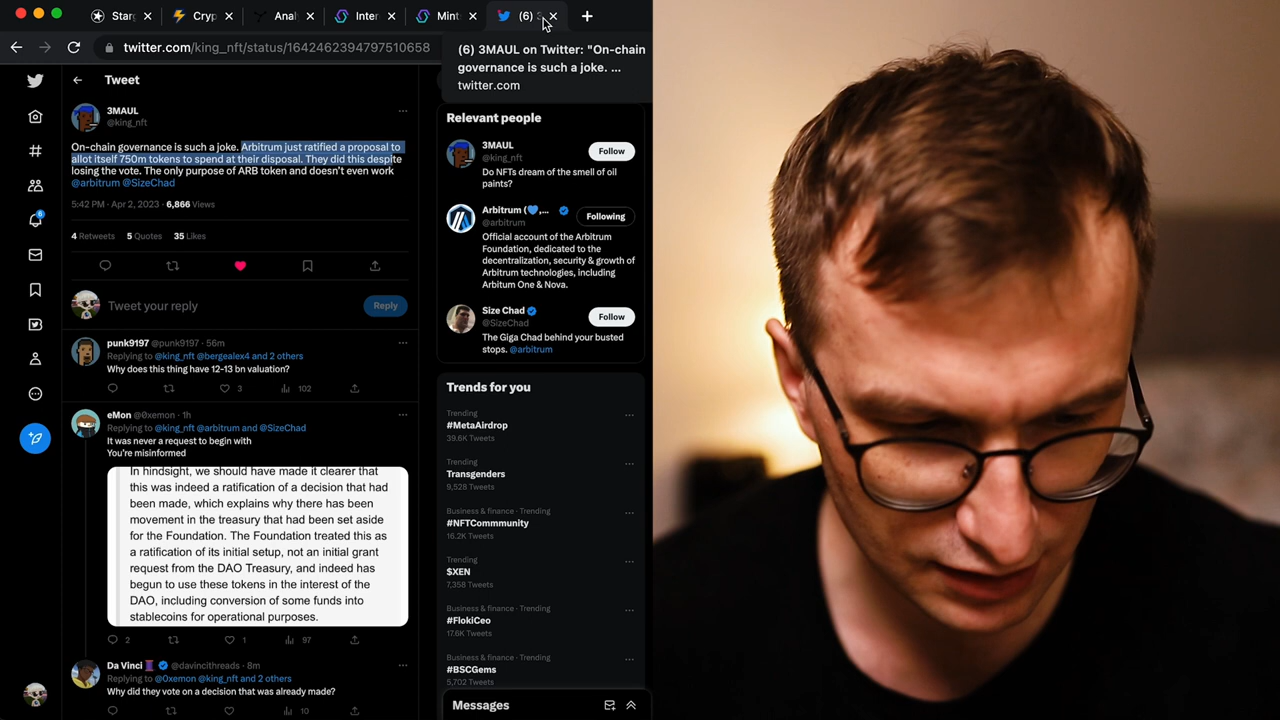 Starg
Cryp
Anal
Inter
Mint
(6) 3
twitter.com/king_nft/status/1642462394797510658
(6) 3MAUL on Twitter: "On-chain
governance is such a joke. ...
twitter.com
Tweet
3MAUL
@king_nft
On-chain governance is such a joke. Arbitrum just ratified a proposal to
allot itself 750m tokens to spend at their disposal. They did this despite
losing the vote. The only purpose of ARB token and doesn't even work
@arbitrum @SizeChad
5:42 PM · Apr 2, 2023 · 6,866 Views
4 Retweets 5 Quotes 35 Likes
Tweet your reply
Reply
punk9197 @punk9197 · 56m
Replying to @king_nft @bergealex4 and 2 others
Why does this thing have 12-13 bn valuation?
3 102
eMon @0xemon · 1h
Replying to @king_nft @arbitrum and @SizeChad
It was never a request to begin with
You're misinformed
In hindsight, we should have made it clearer that
this was indeed a ratification of a decision that had
been made, which explains why there has been
movement in the treasury that had been set aside
for the Foundation. The Foundation treated this as
a ratification of its initial setup, not an initial grant
request from the DAO Treasury, and indeed has
begun to use these tokens in the interest of the
DAO, including conversion of some funds into
stablecoins for operational purposes.
2 1 97
Da Vinci @davincithreads · 8m
Replying to @0xemon @king_nft and 2 others
Why did they vote on a decision that was already made?
10
Relevant people
3MAUL
@king_nft
Follow
Do NFTs dream of the smell of oil
paints?
Arbitrum (💙,...
@arbitrum
Following
Official account of the Arbitrum
Foundation, dedicated to the
decentralization, security & growth of
Arbitrum technologies, including
Arbitum One & Nova.
Size Chad
@SizeChad
Follow
The Giga Chad behind your busted
stops. @arbitrum
Trends for you
Trending
#MetaAirdrop
39.6K Tweets
Trending
Transgenders
9,528 Tweets
Business & finance · Trending
#NFTCommmunity
16.2K Tweets
Trending
$XEN
7,358 Tweets
Business & finance · Trending
#FlokiCeo
17.6K Tweets
Business & finance · Trending
#BSCGems
5,702 Tweets
Messages